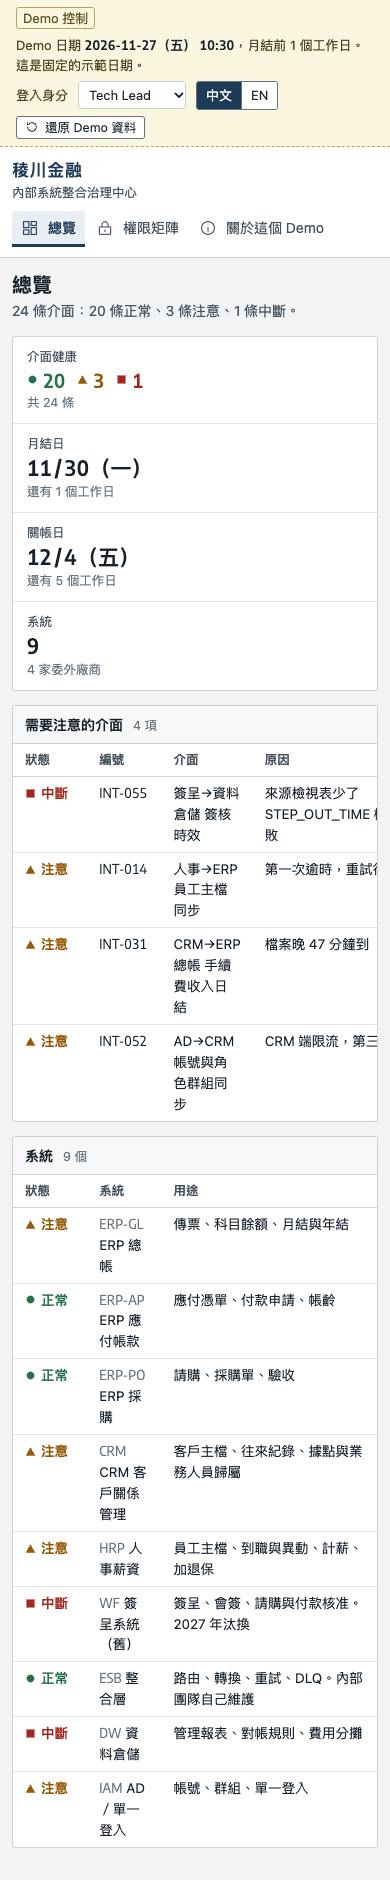 Demo 控制
Demo 日期 2026-11-27（五） 10:30，月結前 1 個工作日。
這是固定的示範日期。
登入身分 Tech Lead 中文 EN
還原 Demo 資料
稜川金融
內部系統整合治理中心
總覽 權限矩陣 關於這個 Demo
總覽
24 條介面：20 條正常、3 條注意、1 條中斷。
介面健康
20 3 1
共 24 條
月結日
11/30（一）
還有 1 個工作日
關帳日
12/4（五）
還有 5 個工作日
系統
9
4 家委外廠商
需要注意的介面 4 項
狀態 編號 介面 原因
中斷 INT-055 簽呈→資料 來源檢視表少了
倉儲 簽核 STEP_OUT_TIME
時效 敗
注意 INT-014 人事→ERP 第一次逾時，重試
員工主檔
同步
注意 INT-031 CRM→ERP 檔案晚 47 分鐘到
總帳 手續
費收入日
結
注意 INT-052 AD→CRM CRM 端限流，第三
帳號與角
色群組同
步
系統 9 個
狀態 系統 用途
注意 ERP-GL 傳票、科目餘額、月結與年結
ERP 總
帳
正常 ERP-AP 應付憑單、付款申請、帳齡
ERP 應
付帳款
正常 ERP-PO 請購、採購單、驗收
ERP 採
購
注意 CRM 客戶主檔、往來紀錄、據點與業
CRM 客 務人員歸屬
戶關係
管理
注意 HRP 人 員工主檔、到職與異動、計薪、
事薪資 加退保
中斷 WF 簽 簽呈、會簽、請購與付款核准。
呈系統 2027 年汰換
（舊）
正常 ESB 整 路由、轉換、重試、DLQ。內部
合層 團隊自己維護
中斷 DW 資 管理報表、對帳規則、費用分攤
料倉儲
注意 IAM AD 帳號、群組、單一登入
/ 單一
登入